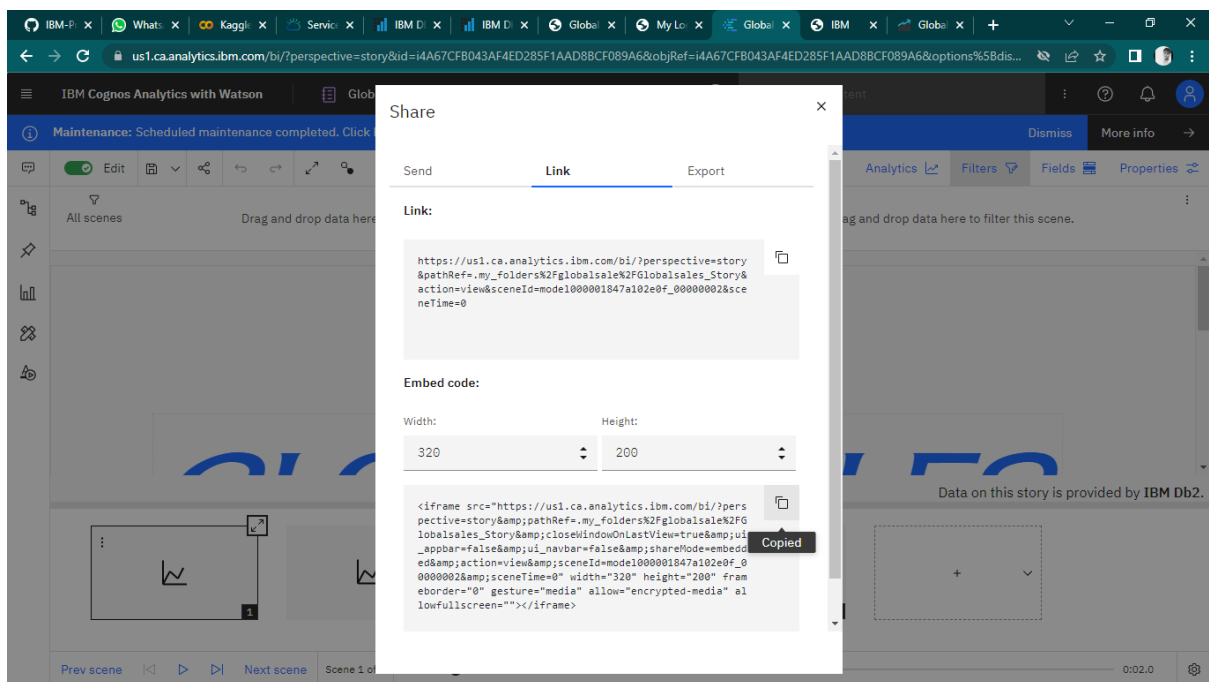 IBM-Pr
Whats
Kaggle
Service
IBM D
IBM D
Global
My Lo
Global
IBM
Global
us1.ca.analytics.ibm.com/bi/?perspective=story&id=i4A67CFB043AF4ED285F1AAD8BCF089A6&objRef=i4A67CFB043AF4ED285F1AAD8BCF089A6&options%5Bdis...
IBM Cognos Analytics with Watson
Glob
tent
Maintenance: Scheduled maintenance completed. Click
Dismiss
More info
Edit
Analytics
Filters
Fields
Properties
All scenes
Drag and drop data here
ag and drop data here to filter this scene.
Share
Send
Link
Export
Link:
https://us1.ca.analytics.ibm.com/bi/?perspective=story
&pathRef=.my_folders%2Fglobalsale%2FGlobalsales_Story&
action=view&sceneId=model000001847a102e0f_00000002&sce
neTime=0
Embed code:
Width:
Height:
320
200
<iframe src="https://us1.ca.analytics.ibm.com/bi/?pers
pective=story&amp;pathRef=.my_folders%2Fglobalsale%2FG
lobalsales_Story&amp;closeWindowOnLastView=true&amp;ui
_appbar=false&amp;ui_navbar=false&amp;shareMode=embedd
ed&amp;action=view&amp;sceneId=model000001847a102e0f_0
0000002&amp;sceneTime=0" width="320" height="200" fram
eborder="0" gesture="media" allow="encrypted-media" al
lowfullscreen=""></iframe>
Copied
Data on this story is provided by IBM Db2.
1
Prev scene
Next scene
Scene 1 of
0:02.0